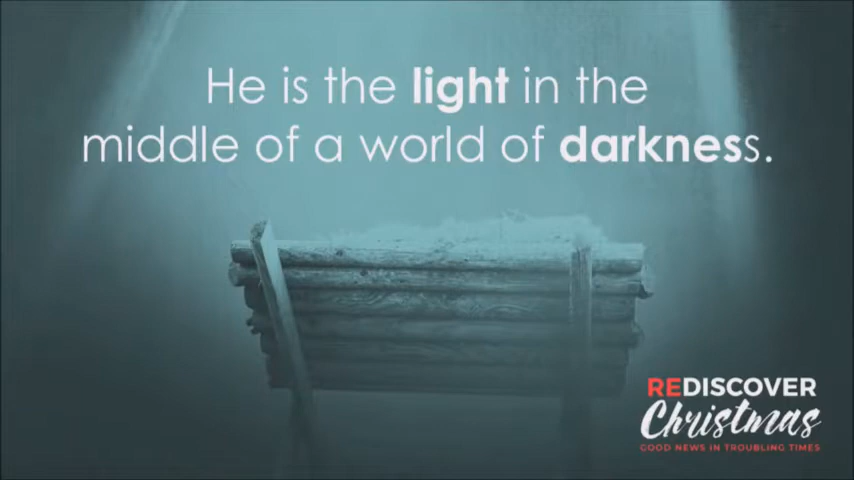 He is the light in the
middle of a world of darkness.
REDISCOVER
Christmas
GOOD NEWS IN TROUBLING TIMES